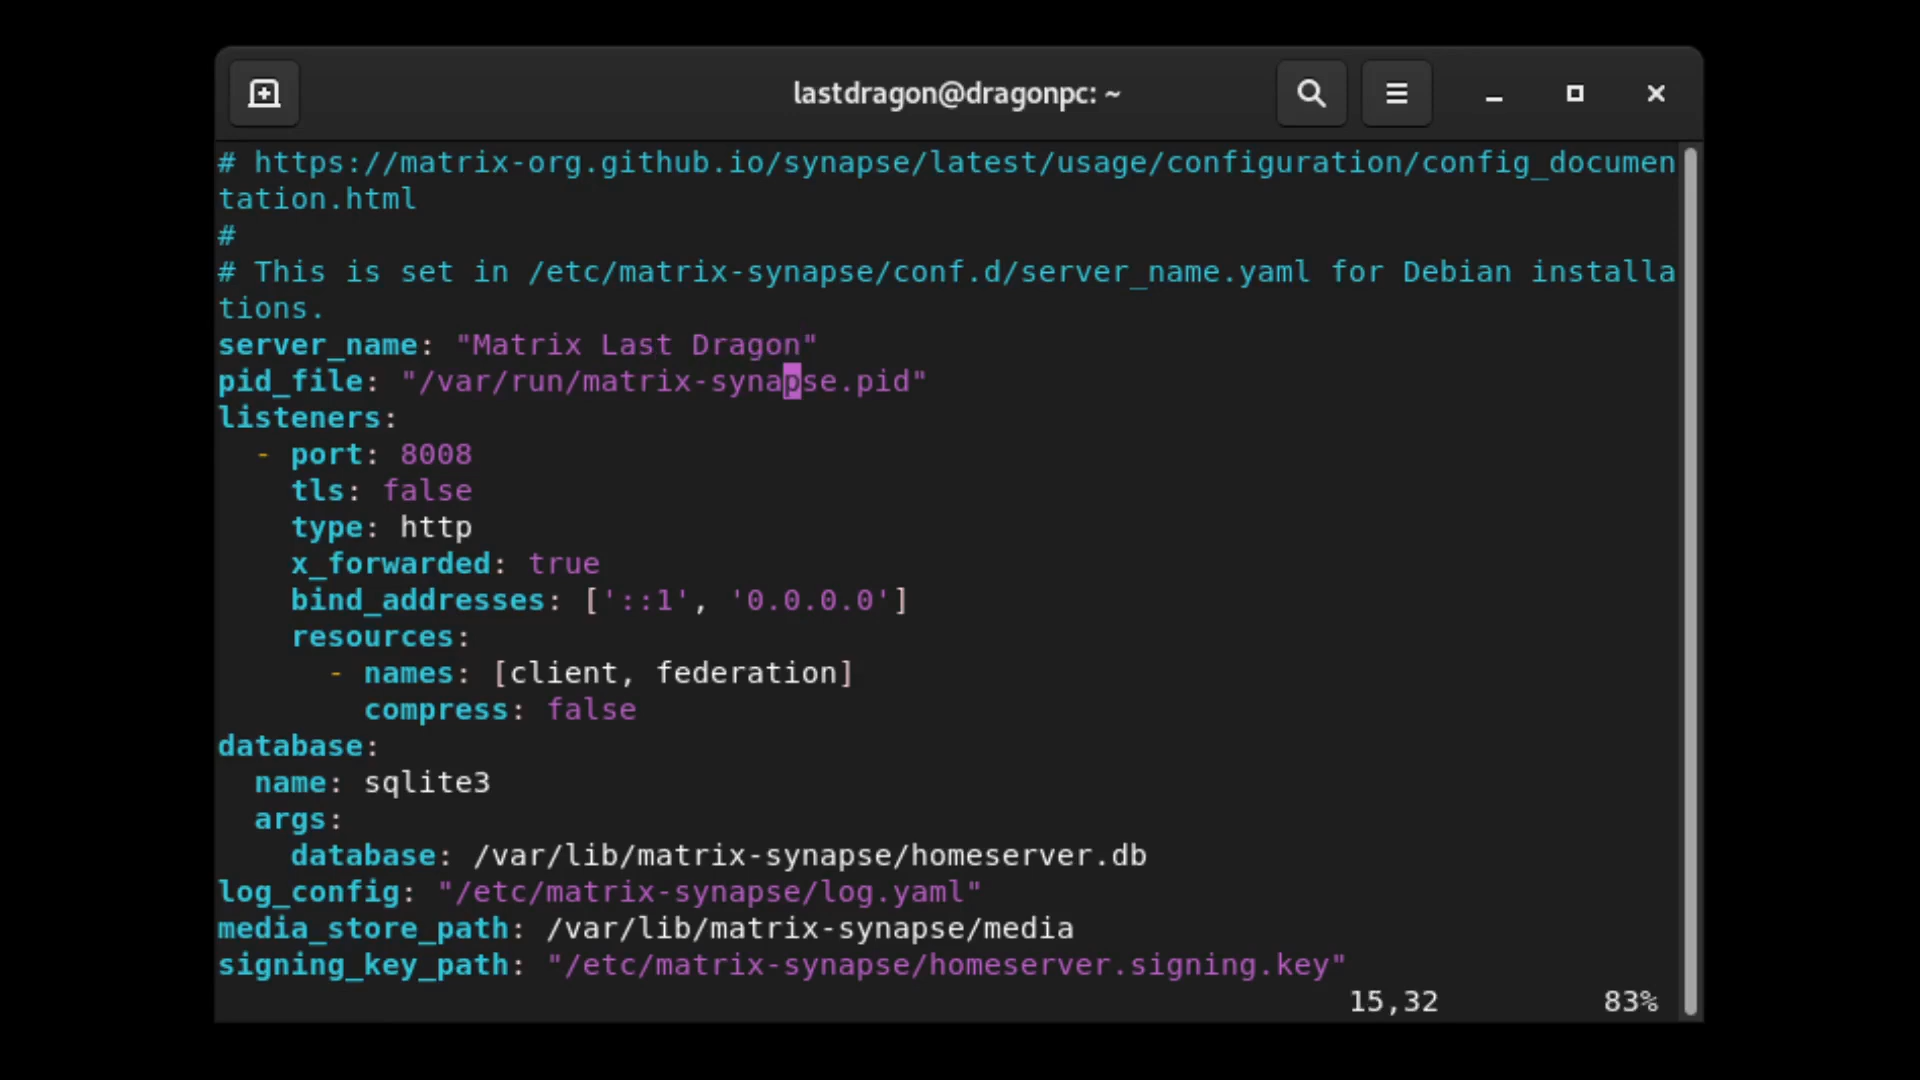 lastdragon@dragonpc: ~
# https://matrix-org.github.io/synapse/latest/usage/configuration/config_documen
tation.html
#
# This is set in /etc/matrix-synapse/conf.d/server_name.yaml for Debian installa
tions.
server_name: "Matrix Last Dragon"
pid_file: "/var/run/matrix-synapse.pid"
listeners:
  - port: 8008
    tls: false
    type: http
    x_forwarded: true
    bind_addresses: ['::1', '0.0.0.0']
    resources:
      - names: [client, federation]
        compress: false
database:
  name: sqlite3
  args:
    database: /var/lib/matrix-synapse/homeserver.db
log_config: "/etc/matrix-synapse/log.yaml"
media_store_path: /var/lib/matrix-synapse/media
signing_key_path: "/etc/matrix-synapse/homeserver.signing.key"
15,32 83%